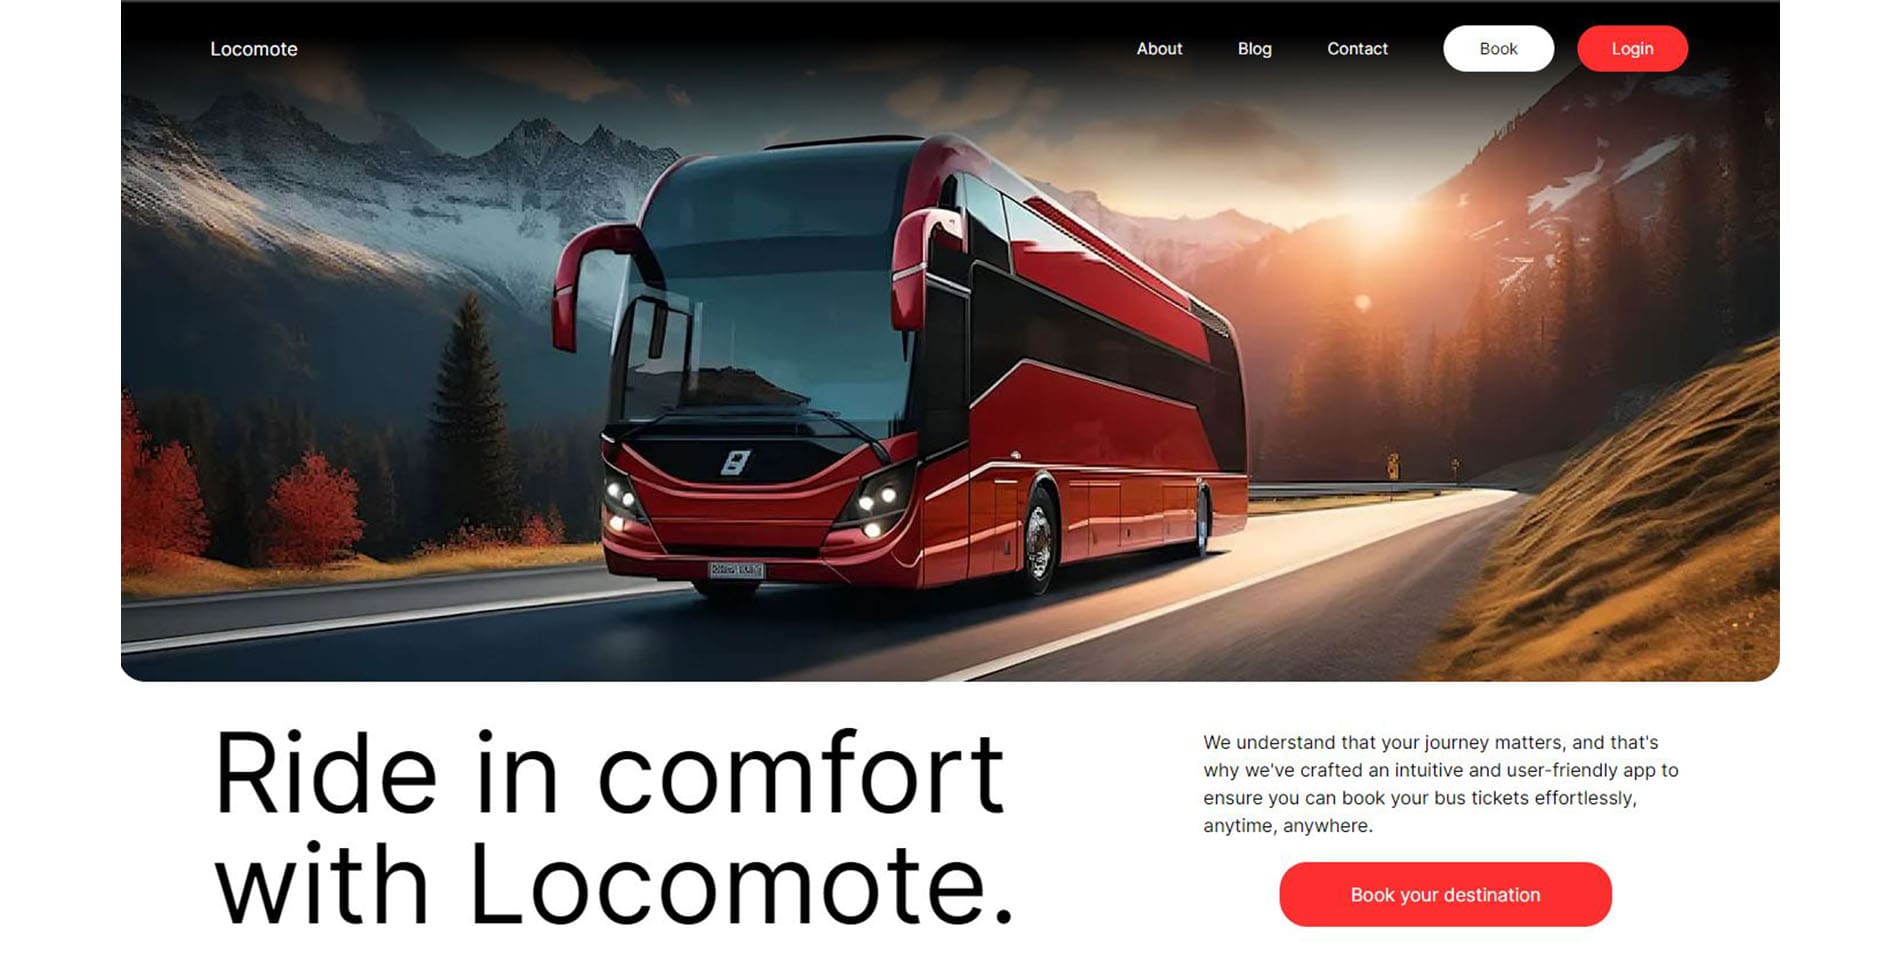 Locomote
About
Blog
Contact
Book
Login
Ride in comfort
with Locomote.
We understand that your journey matters, and that's
why we've crafted an intuitive and user-friendly app to
ensure you can book your bus tickets effortlessly,
anytime, anywhere.
Book your destination